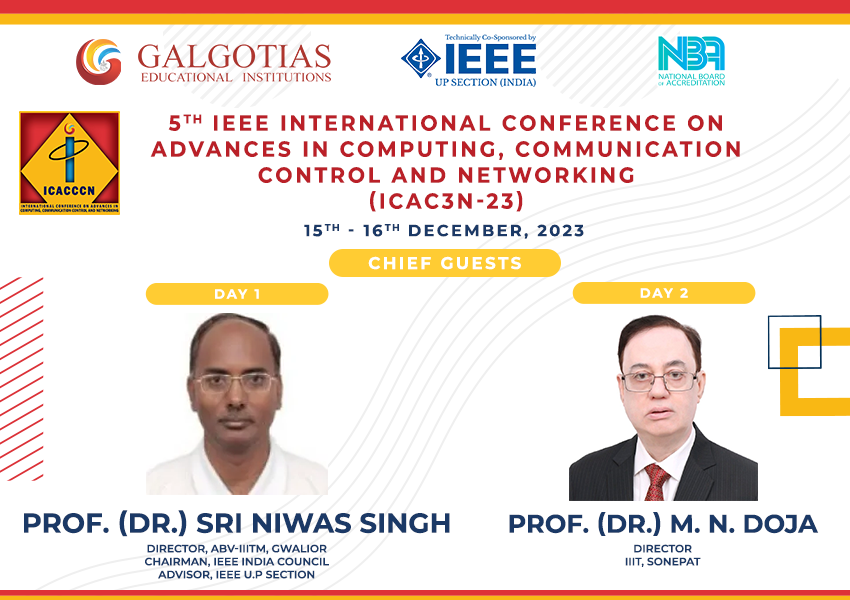 GALGOTIAS
EDUCATIONAL INSTITUTIONS
Technically Co-Sponsored by
IEEE
UP SECTION (INDIA)
NBA
NATIONAL BOARD
OF ACCREDITATION
ICACCCN
INTERNATIONAL CONFERENCE ON ADVANCES IN
COMPUTING, COMMUNICATION CONTROL AND NETWORKING
5TH IEEE INTERNATIONAL CONFERENCE ON
ADVANCES IN COMPUTING, COMMUNICATION
CONTROL AND NETWORKING
(ICAC3N-23)
15TH - 16TH DECEMBER, 2023
CHIEF GUESTS
DAY 1
DAY 2
PROF. (DR.) SRI NIWAS SINGH
DIRECTOR, ABV-IIITM, GWALIOR
CHAIRMAN, IEEE INDIA COUNCIL
ADVISOR, IEEE U.P SECTION
PROF. (DR.) M. N. DOJA
DIRECTOR
IIIT, SONEPAT